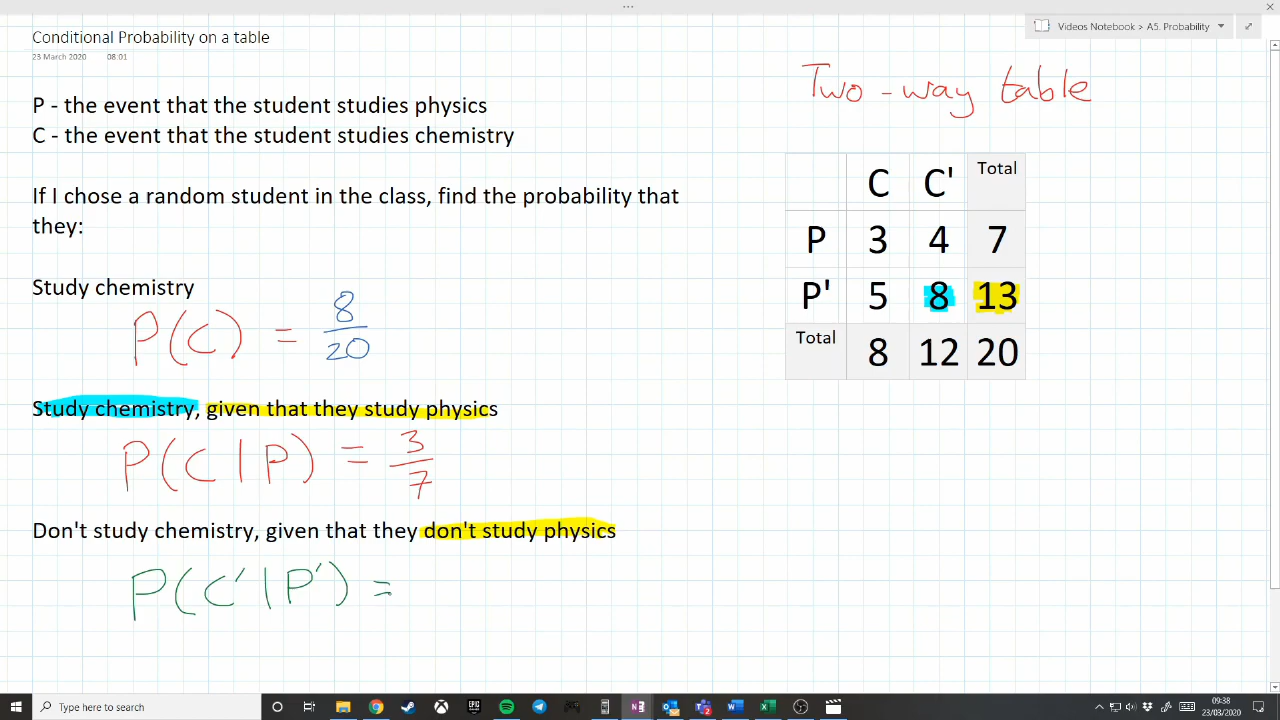 Videos Notebook > A5. Probability
Conditional Probability on a table
23 March 2020 08:01
Two-way table
P - the event that the student studies physics
C - the event that the student studies chemistry
If I chose a random student in the class, find the probability that
they:
C C' Total
P 3 4 7
P' 5 8 13
Total 8 12 20
Study chemistry
P(C) = 8/20
Study chemistry, given that they study physics
P(C|P) = 3/7
Don't study chemistry, given that they don't study physics
P(C'|P') =
Type here to search
09:38
23/08/2020